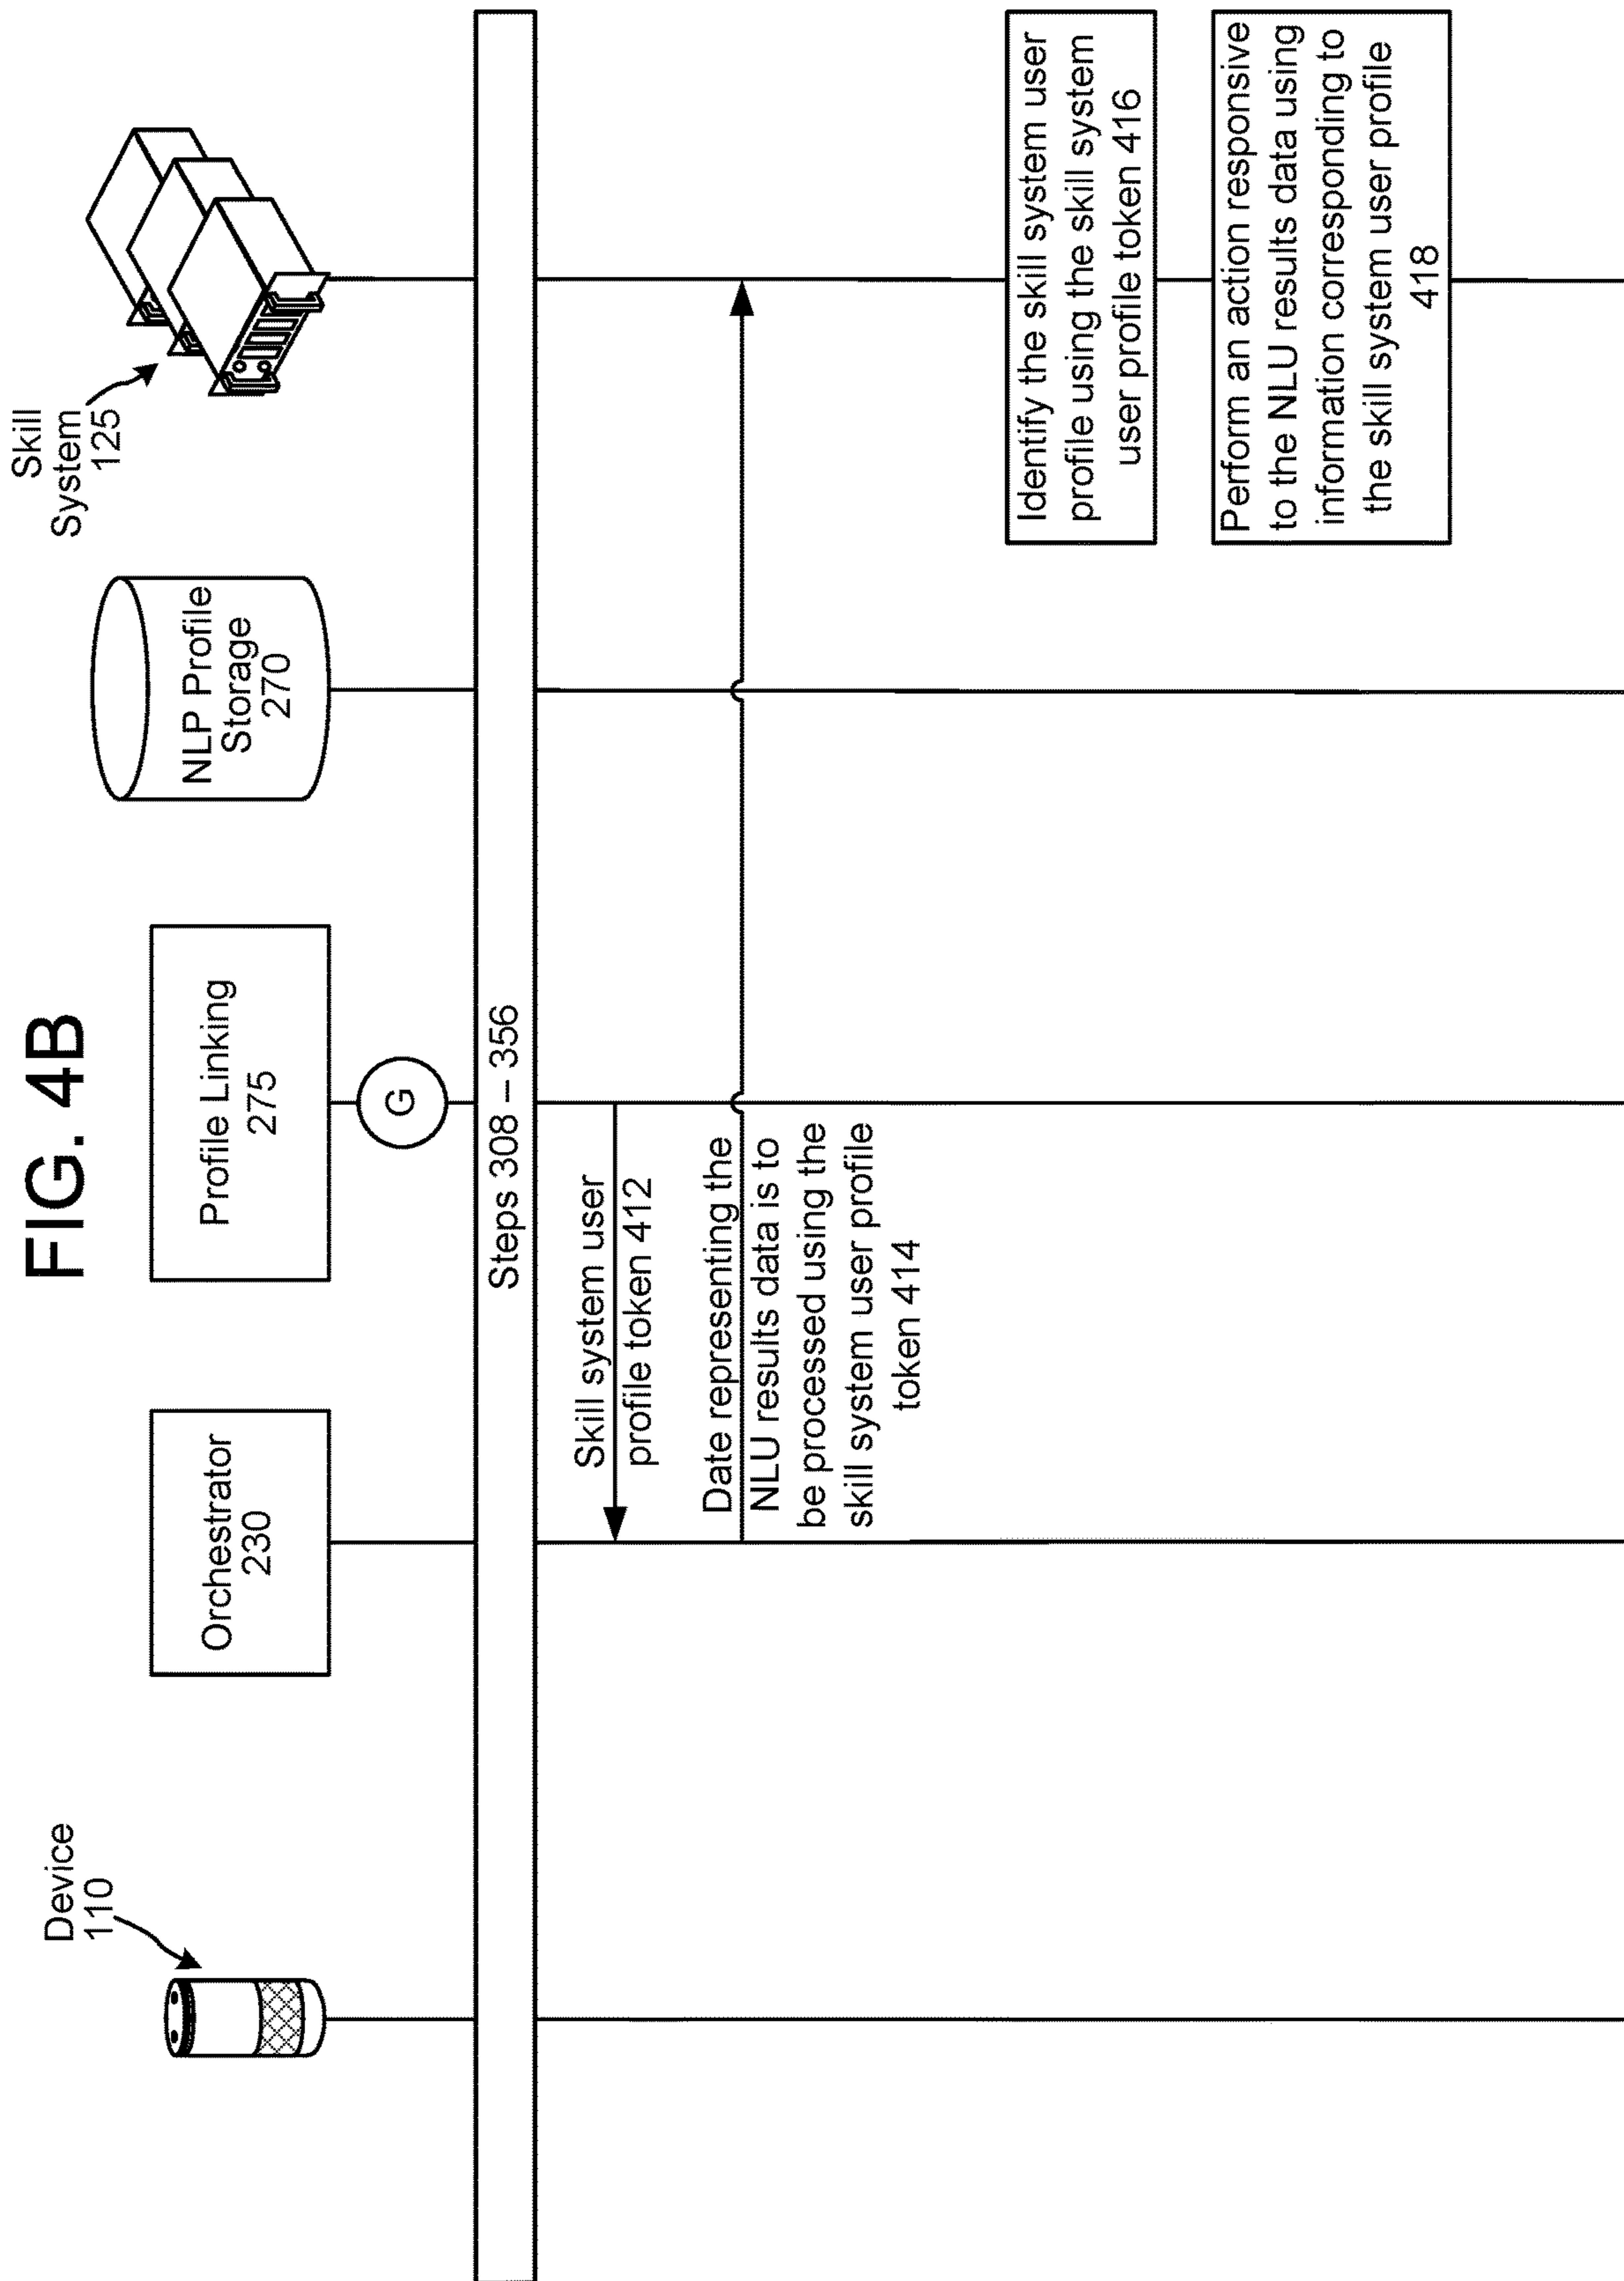 FIG. 4B
Device
110
Orchestrator
230
Profile Linking
275
NLP Profile
Storage
270
Skill
System
125
G
Steps 308 – 356
Skill system user
profile token 412
Date representing the
NLU results data is to
be processed using the
skill system user profile
token 414
Identify the skill system user
profile using the skill system
user profile token 416
Perform an action responsive
to the NLU results data using
information corresponding to
the skill system user profile
418